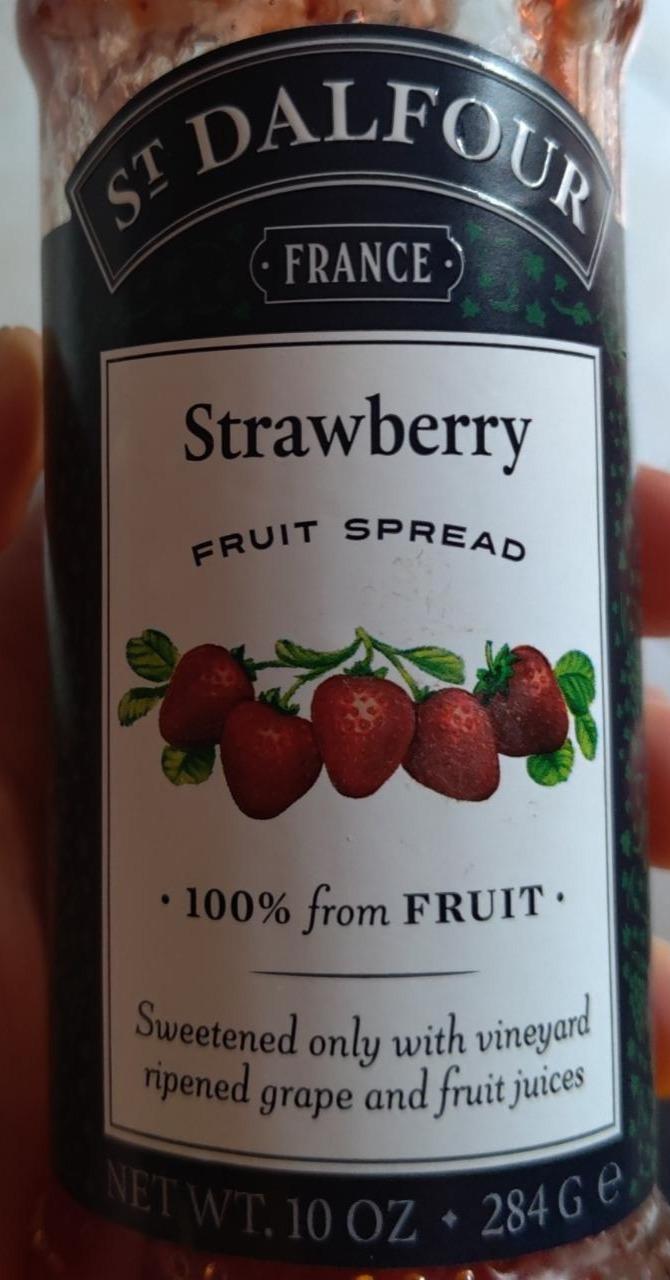 ST DALFOUR
· FRANCE ·
Strawberry
FRUIT SPREAD
· 100% from FRUIT ·
Sweetened only with vineyard
ripened grape and fruit juices
NET WT. 10 OZ ✦ 284 G ℮